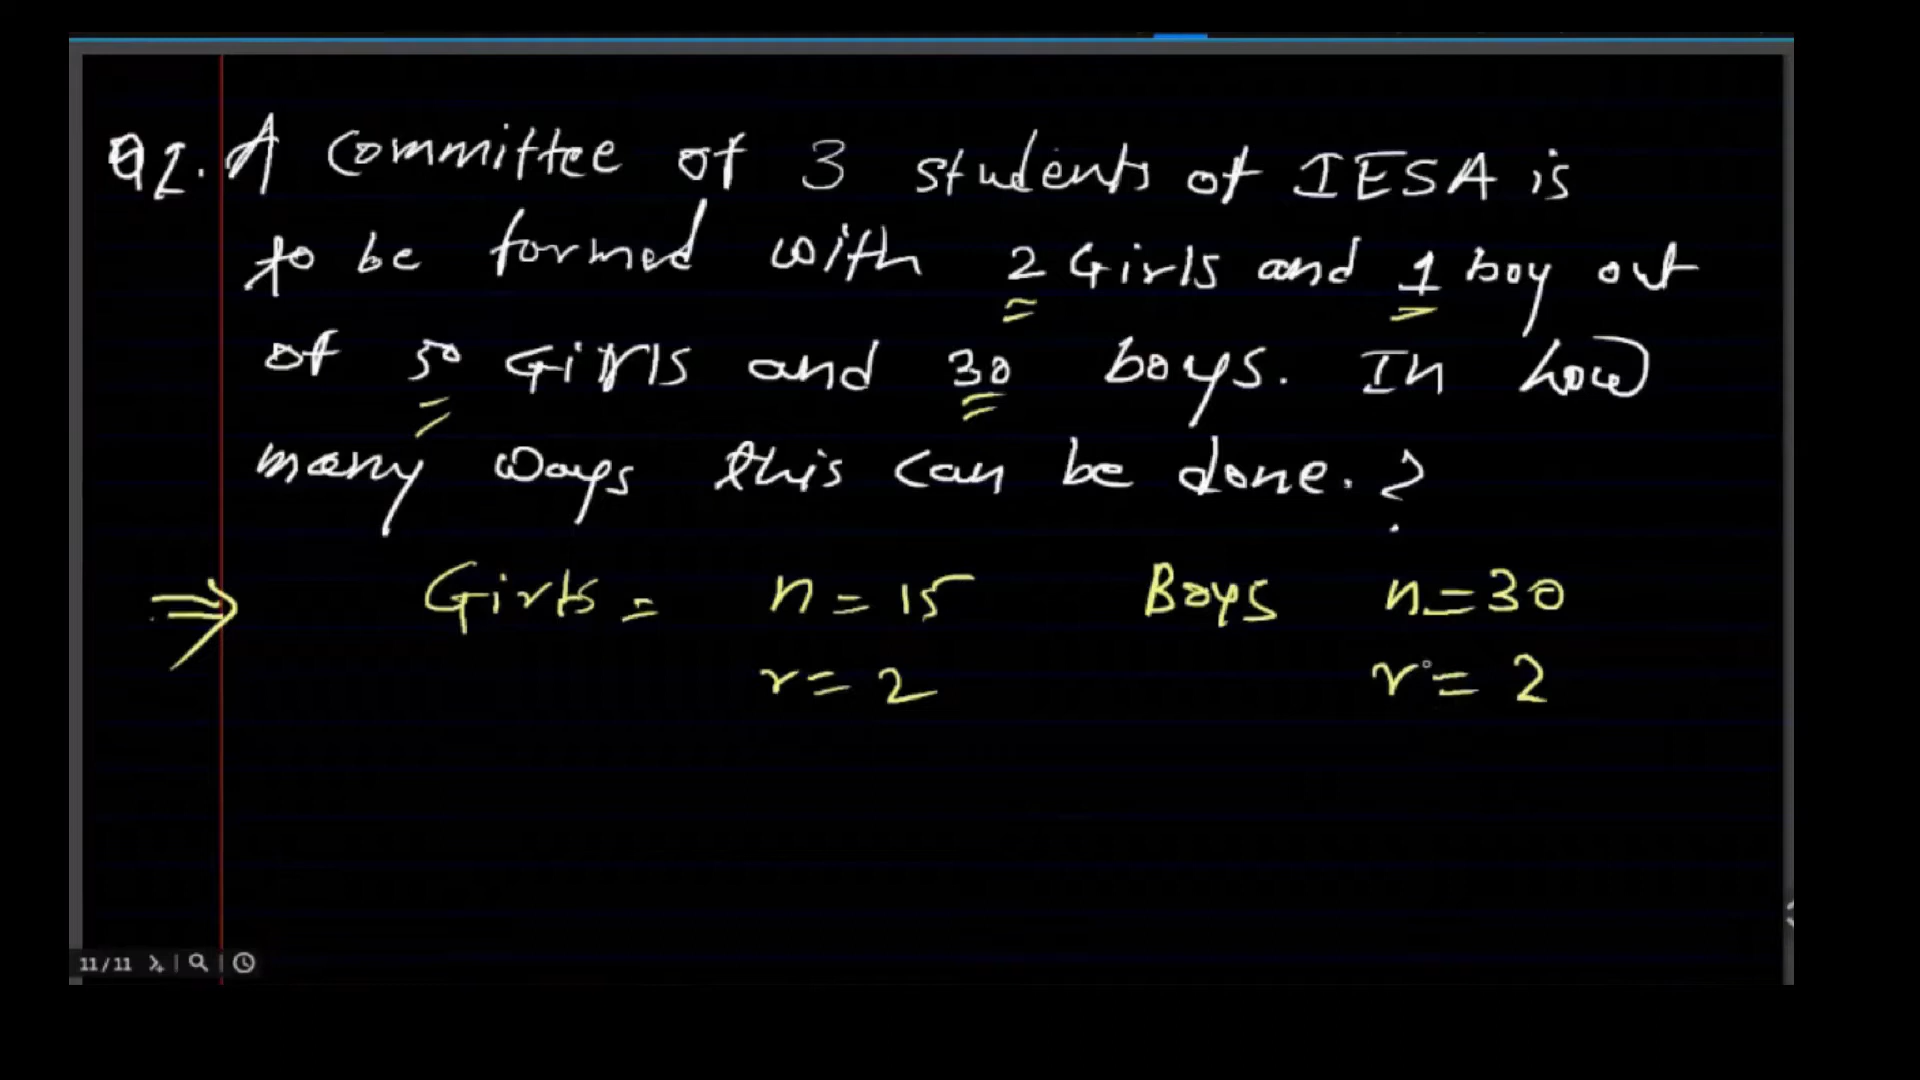 Q2. A Committee of 3 students of IESA is
to be formed with 2 Girls and 1 boy out
of 50 Girls and 30 boys. In how
many ways this can be done.?
⇒ Girls = n = 15 Boys n = 30
r = 2 r = 2
11/11